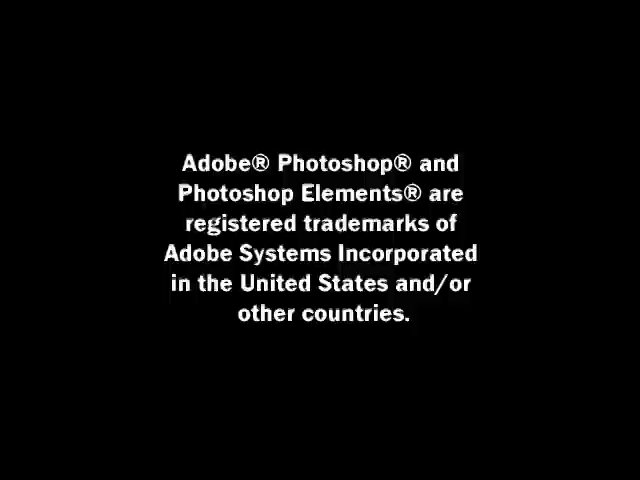 Adobe® Photoshop® and
Photoshop Elements® are
registered trademarks of
Adobe Systems Incorporated
in the United States and/or
other countries.